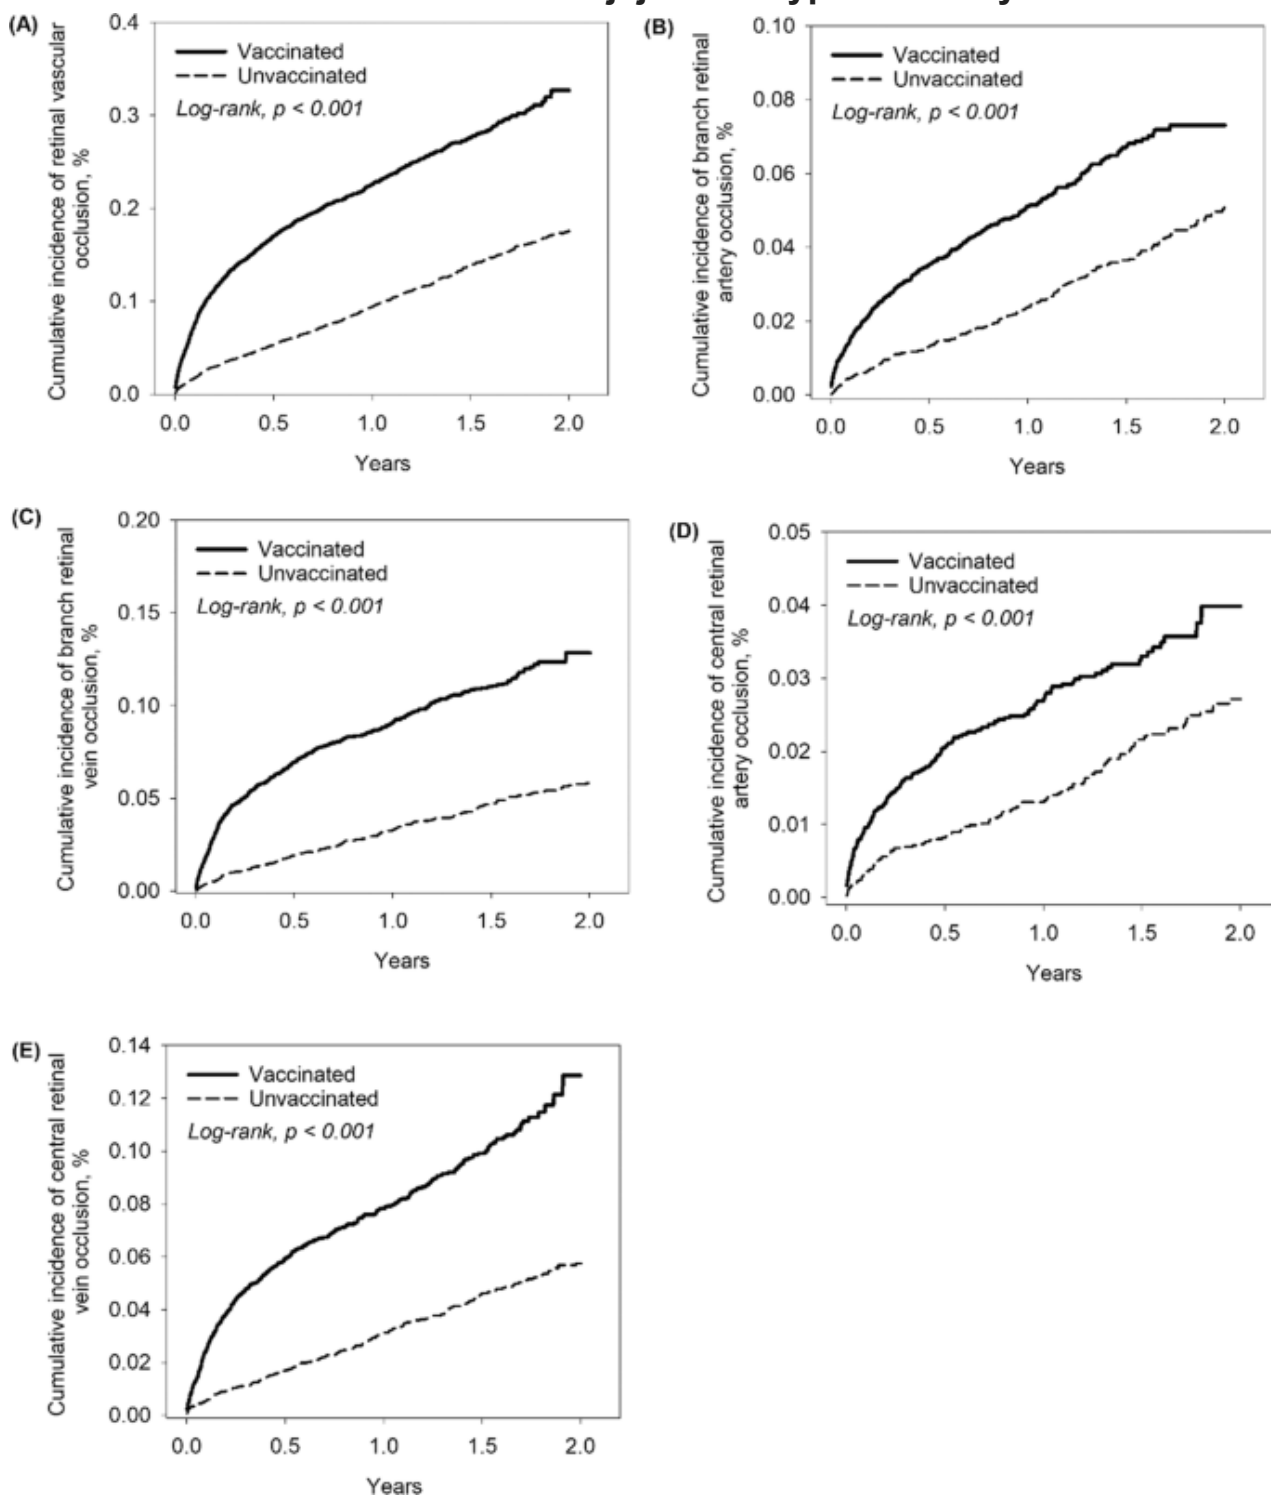 (A)
Cumulative incidence of retinal vascular
occlusion, %
0.4
0.3
0.2
0.1
0.0
Vaccinated
Unvaccinated
Log-rank, p < 0.001
0.0 0.5 1.0 1.5 2.0
Years
(B)
Cumulative incidence of branch retinal
artery occlusion, %
0.10
0.08
0.06
0.04
0.02
0.00
Vaccinated
Unvaccinated
Log-rank, p < 0.001
0.0 0.5 1.0 1.5 2.0
Years
(C)
Cumulative incidence of branch retinal
vein occlusion, %
0.20
0.15
0.10
0.05
0.00
Vaccinated
Unvaccinated
Log-rank, p < 0.001
0.0 0.5 1.0 1.5 2.0
Years
(D)
Cumulative incidence of central retinal
artery occlusion, %
0.05
0.04
0.03
0.02
0.01
0.00
Vaccinated
Unvaccinated
Log-rank, p < 0.001
0.0 0.5 1.0 1.5 2.0
Years
(E)
Cumulative incidence of central retinal
vein occlusion, %
0.14
0.12
0.10
0.08
0.06
0.04
0.02
0.00
Vaccinated
Unvaccinated
Log-rank, p < 0.001
0.0 0.5 1.0 1.5 2.0
Years